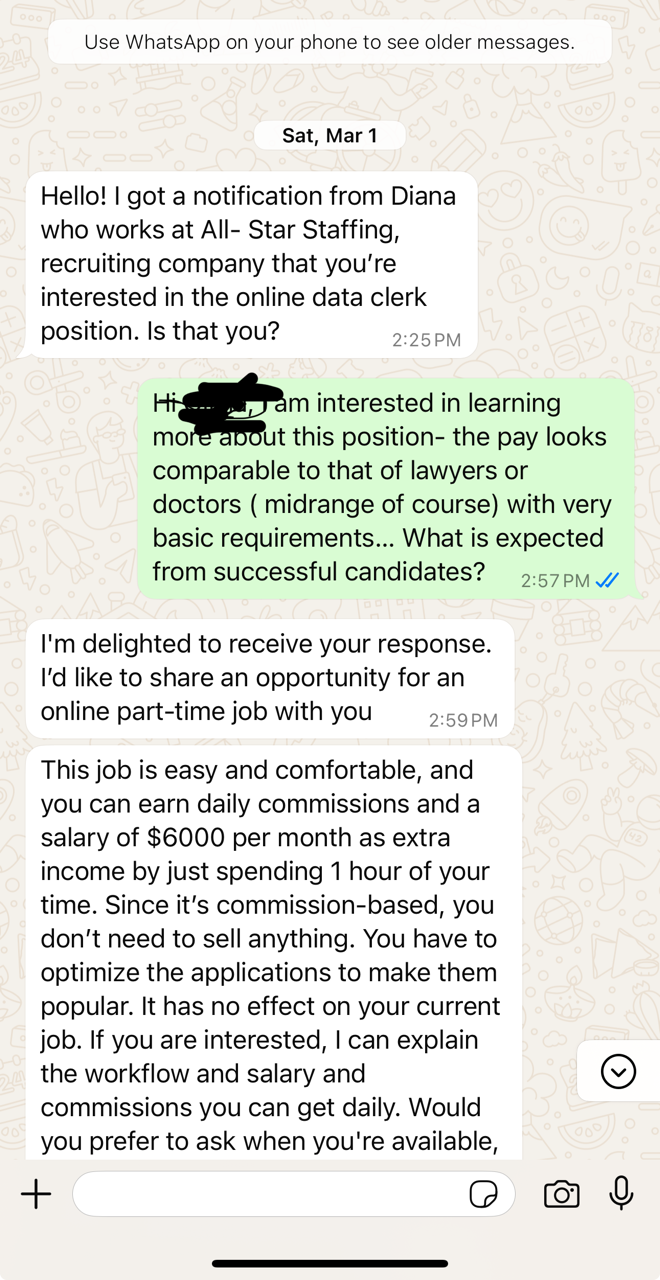 Use WhatsApp on your phone to see older messages.
Sat, Mar 1
Hello! I got a notification from Diana
who works at All- Star Staffing,
recruiting company that you're
interested in the online data clerk
position. Is that you?
2:25 PM
Hi I am interested in learning
more about this position- the pay looks
comparable to that of lawyers or
doctors ( midrange of course) with very
basic requirements... What is expected
from successful candidates?
2:57 PM
I'm delighted to receive your response.
I'd like to share an opportunity for an
online part-time job with you
2:59 PM
This job is easy and comfortable, and
you can earn daily commissions and a
salary of $6000 per month as extra
income by just spending 1 hour of your
time. Since it's commission-based, you
don't need to sell anything. You have to
optimize the applications to make them
popular. It has no effect on your current
job. If you are interested, I can explain
the workflow and salary and
commissions you can get daily. Would
you prefer to ask when you're available,